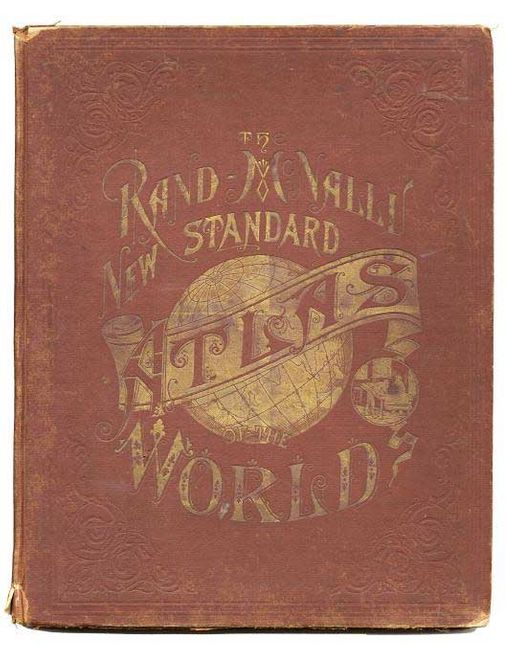 THE
RAND-MCNALLY
NEW STANDARD
ATLAS
OF THE
WORLD